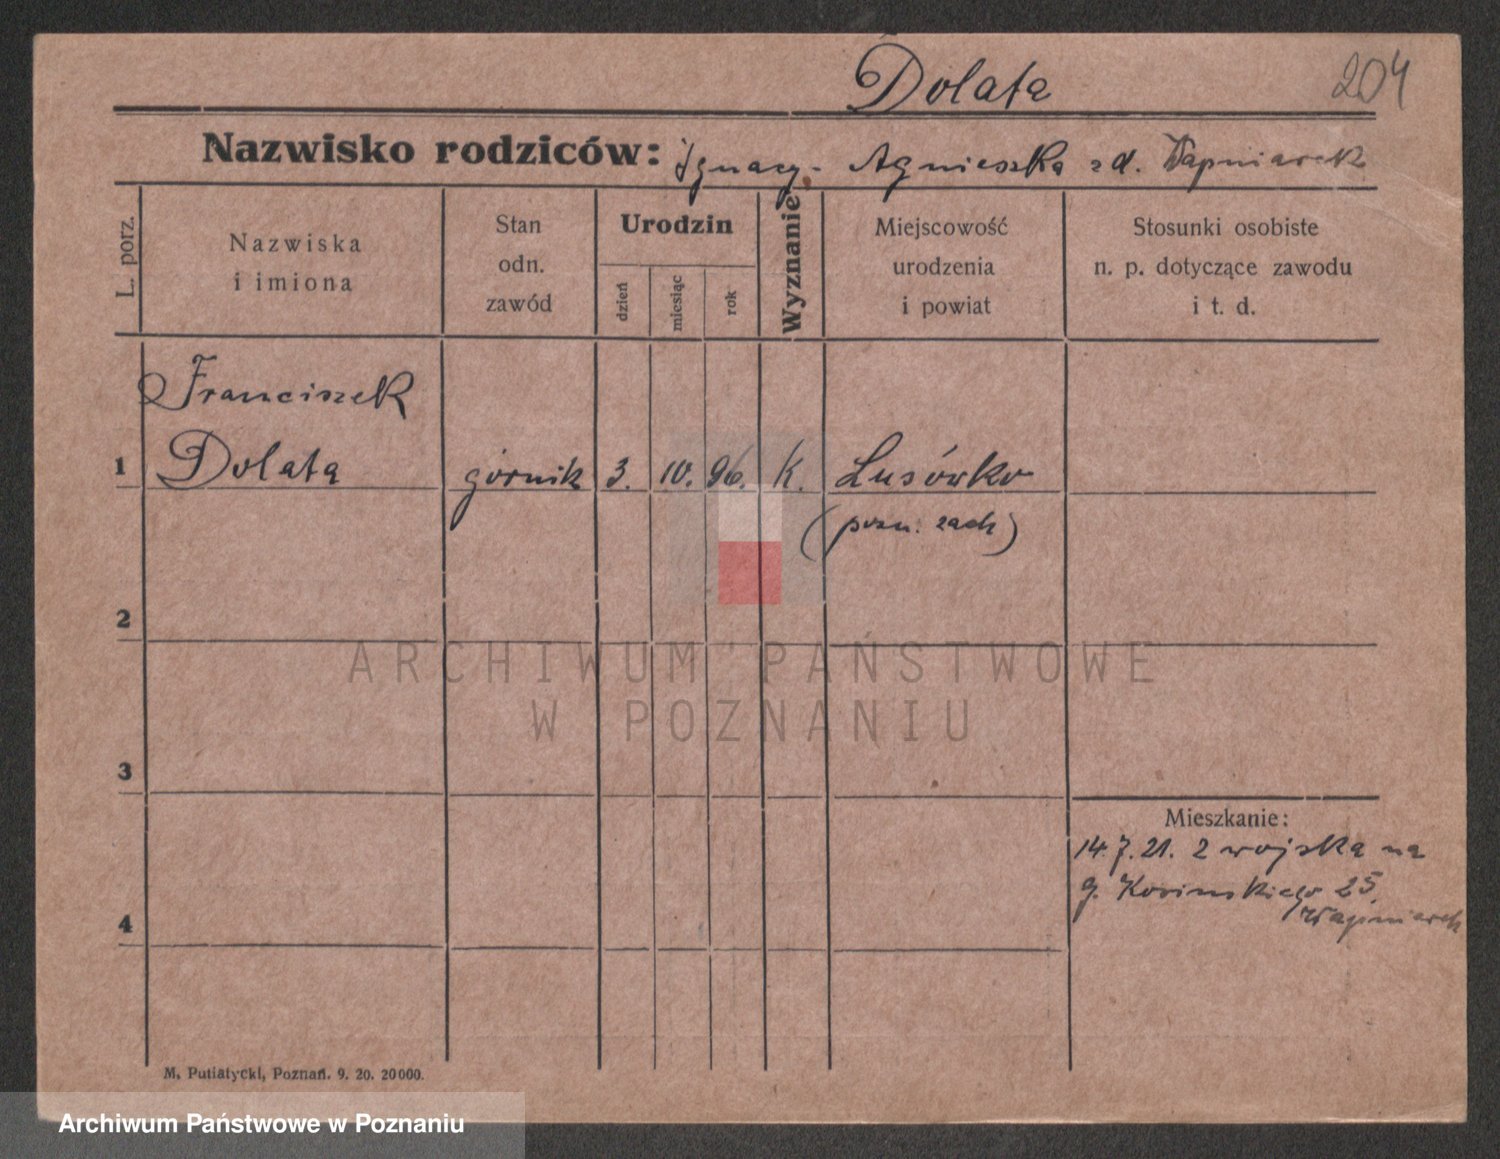 Dolata
204
Nazwisko rodziców: Ignacy - Agnieszka zd. Wapniarek
L. porz.
Nazwiska
i imiona
Stan
odn.
zawód
Urodzin
dzień
miesiąc
rok
Wyznanie
Miejscowość
urodzenia
i powiat
Stosunki osobiste
n. p. dotyczące zawodu
i t. d.
Franciszek
1 Dolata górnik 3. 10. 96. K. Lusówko
(pozn. zach)
2
ARCHIWUM PAŃSTWOWE
W POZNANIU
3
Mieszkanie:
14.7.21. z wojska na
g. Kosińskiego 25.
Wapniarek
4
M. Putiatycki, Poznań. 9. 20. 20000.
Archiwum Państwowe w Poznaniu